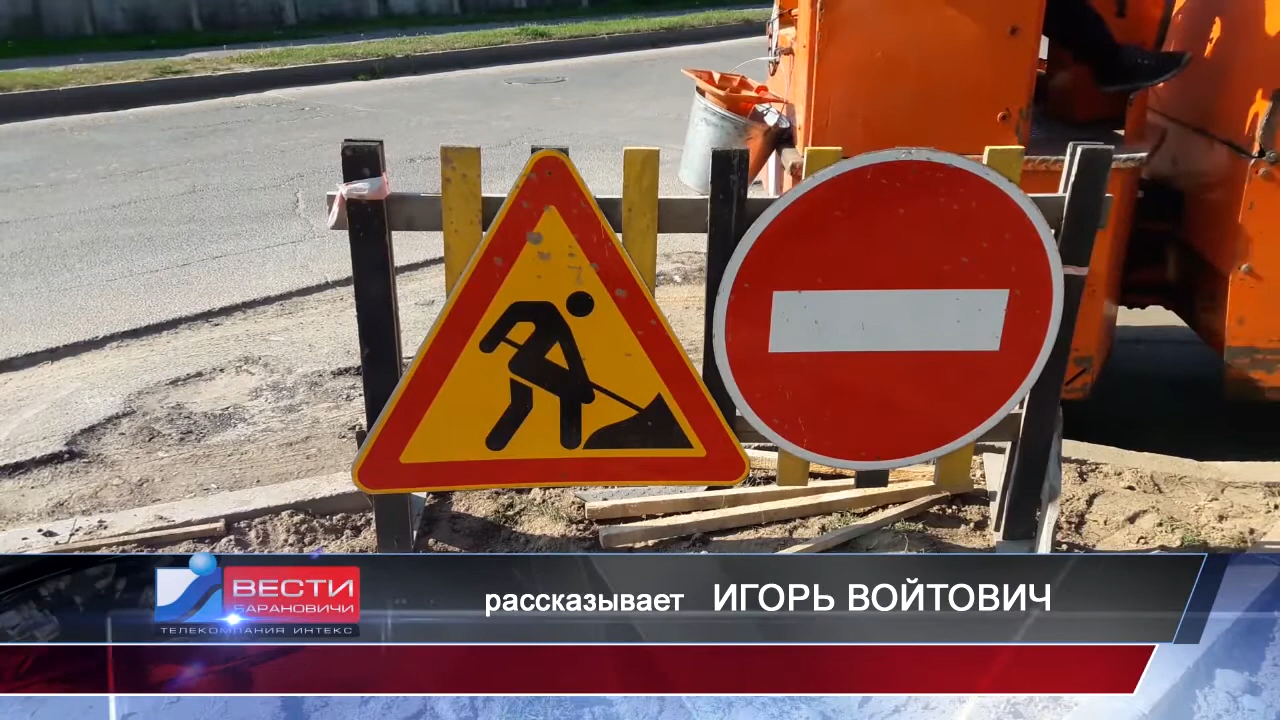 ВЕСТИ
БАРАНОВИЧИ
ТЕЛЕКОМПАНИЯ ИНТЕКС
рассказывает ИГОРЬ ВОЙТОВИЧ